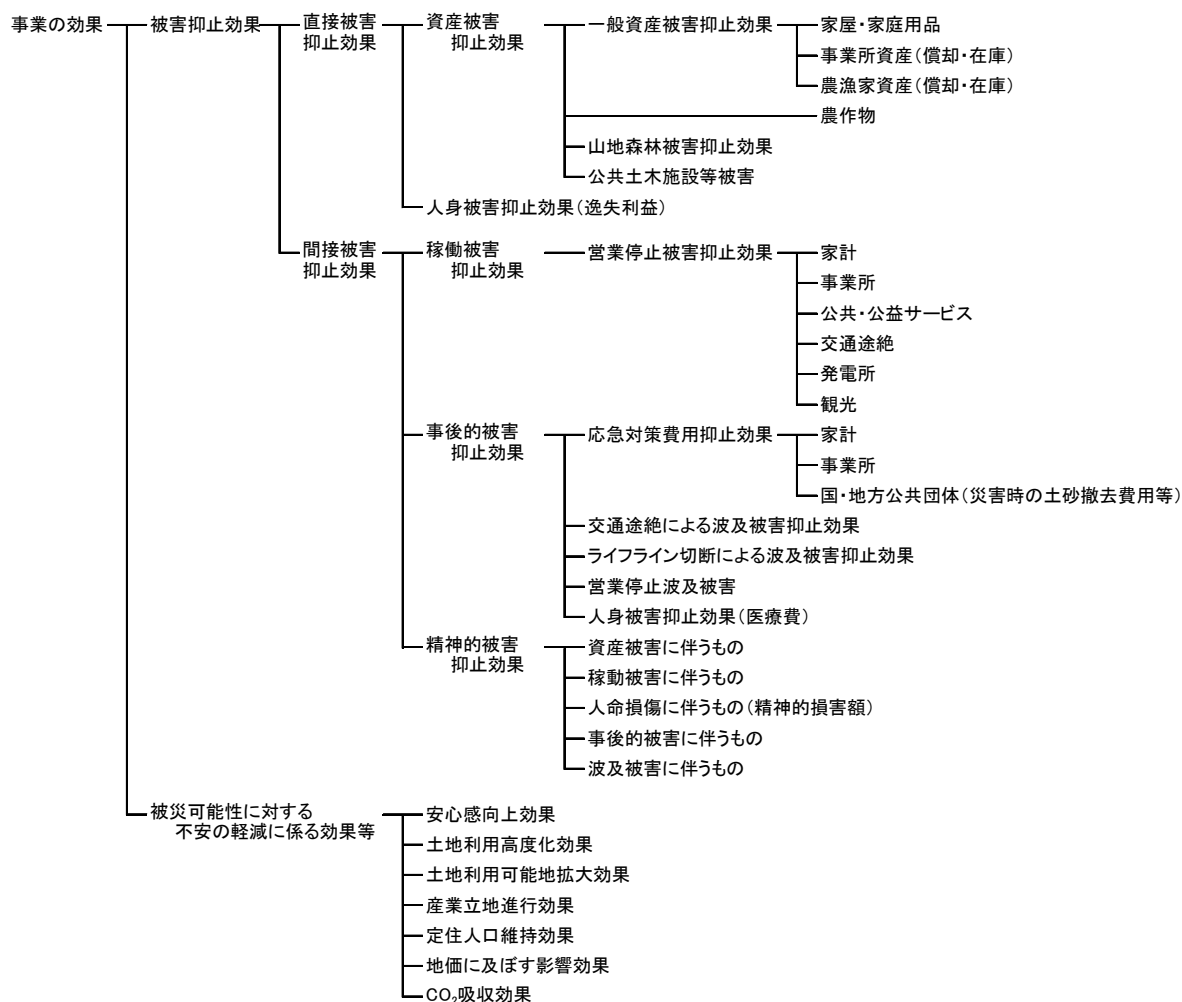 事業の効果
被害抑止効果
直接被害
抑止効果
資産被害
抑止効果
一般資産被害抑止効果
家屋・家庭用品
事業所資産(償却・在庫)
農漁家資産(償却・在庫)
農作物
山地森林被害抑止効果
公共土木施設等被害
人身被害抑止効果(逸失利益)
間接被害
抑止効果
稼働被害
抑止効果
営業停止被害抑止効果
家計
事業所
公共・公益サービス
交通途絶
発電所
観光
事後的被害
抑止効果
応急対策費用抑止効果
家計
事業所
国・地方公共団体(災害時の土砂撤去費用等)
交通途絶による波及被害抑止効果
ライフライン切断による波及被害抑止効果
営業停止波及被害
人身被害抑止効果(医療費)
精神的被害
抑止効果
資産被害に伴うもの
稼動被害に伴うもの
人命損傷に伴うもの(精神的損害額)
事後的被害に伴うもの
波及被害に伴うもの
被災可能性に対する
不安の軽減に係る効果等
安心感向上効果
土地利用高度化効果
土地利用可能地拡大効果
産業立地進行効果
定住人口維持効果
地価に及ぼす影響効果
CO₂吸収効果